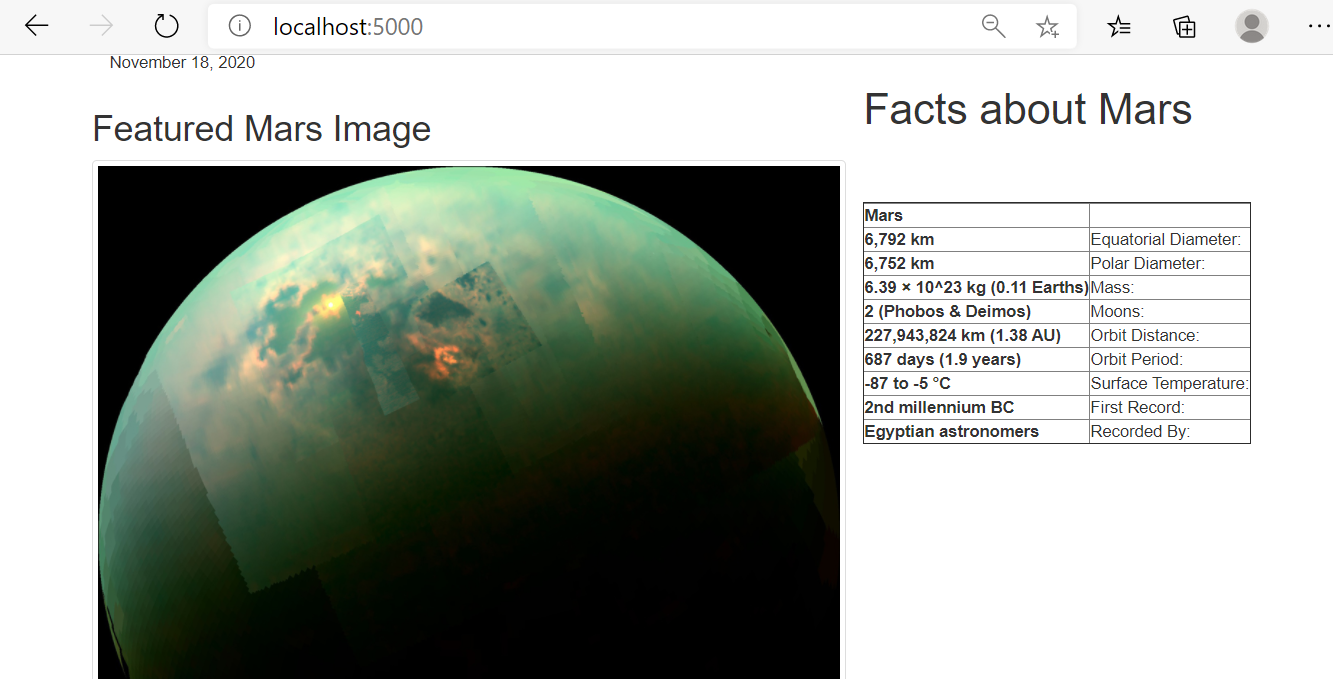 localhost:5000
November 18, 2020
Featured Mars Image
Facts about Mars
Mars
6,792 km Equatorial Diameter:
6,752 km Polar Diameter:
6.39 × 10^23 kg (0.11 Earths) Mass:
2 (Phobos & Deimos) Moons:
227,943,824 km (1.38 AU) Orbit Distance:
687 days (1.9 years) Orbit Period:
-87 to -5 °C Surface Temperature:
2nd millennium BC First Record:
Egyptian astronomers Recorded By: